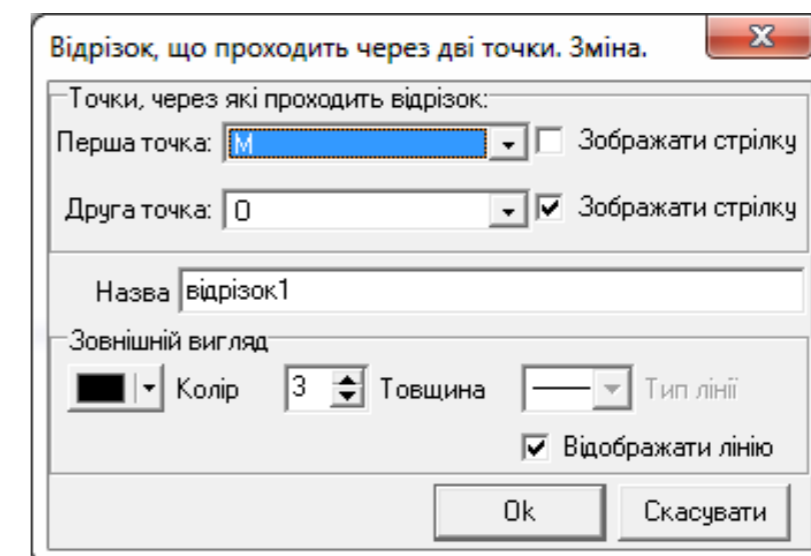 Відрізок, що проходить через дві точки. Зміна.
Точки, через які проходить відрізок:
Перша точка: M Зображати стрілку
Друга точка: O Зображати стрілку
Назва відрізок1
Зовнішній вигляд
Колір 3 Товщина Тип лінії
Відображати лінію
Ok Скасувати